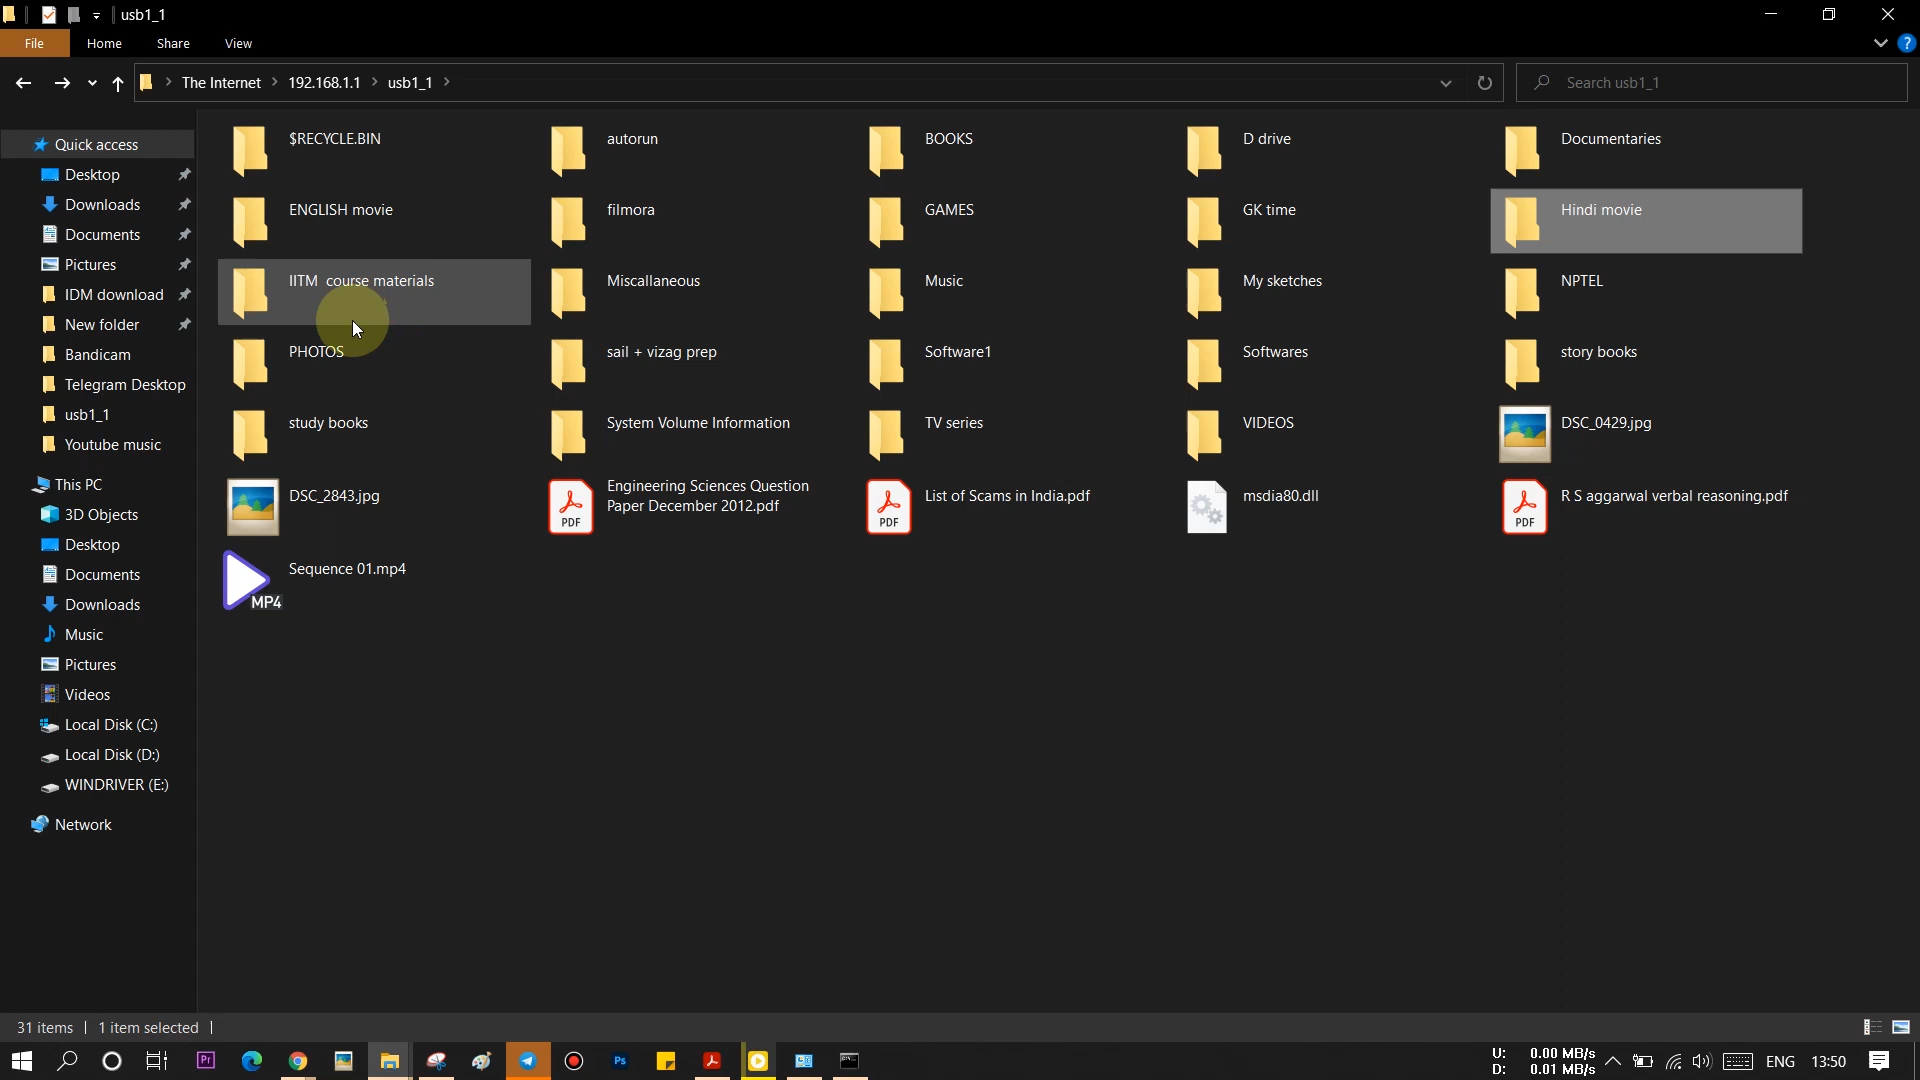 usb1_1
File
Home
Share
View
?
The Internet
192.168.1.1
usb1_1
Search usb1_1
Quick access
Desktop
Downloads
Documents
Pictures
IDM download
New folder
Bandicam
Telegram Desktop
usb1_1
Youtube music
This PC
3D Objects
Desktop
Documents
Downloads
Music
Pictures
Videos
Local Disk (C:)
Local Disk (D:)
WINDRIVER (E:)
Network
$RECYCLE.BIN
autorun
BOOKS
D drive
Documentaries
ENGLISH movie
filmora
GAMES
GK time
Hindi movie
IITM  course materials
Miscallaneous
Music
My sketches
NPTEL
PHOTOS
sail + vizag prep
Software1
Softwares
story books
study books
System Volume Information
TV series
VIDEOS
DSC_0429.jpg
DSC_2843.jpg
PDF
Engineering Sciences Question
Paper December 2012.pdf
PDF
List of Scams in India.pdf
msdia80.dll
PDF
R S aggarwal verbal reasoning.pdf
MP4
Sequence 01.mp4
31 items
1 item selected
Pr
Ps
U: 0.00 MB/s
D: 0.01 MB/s
ENG
13:50